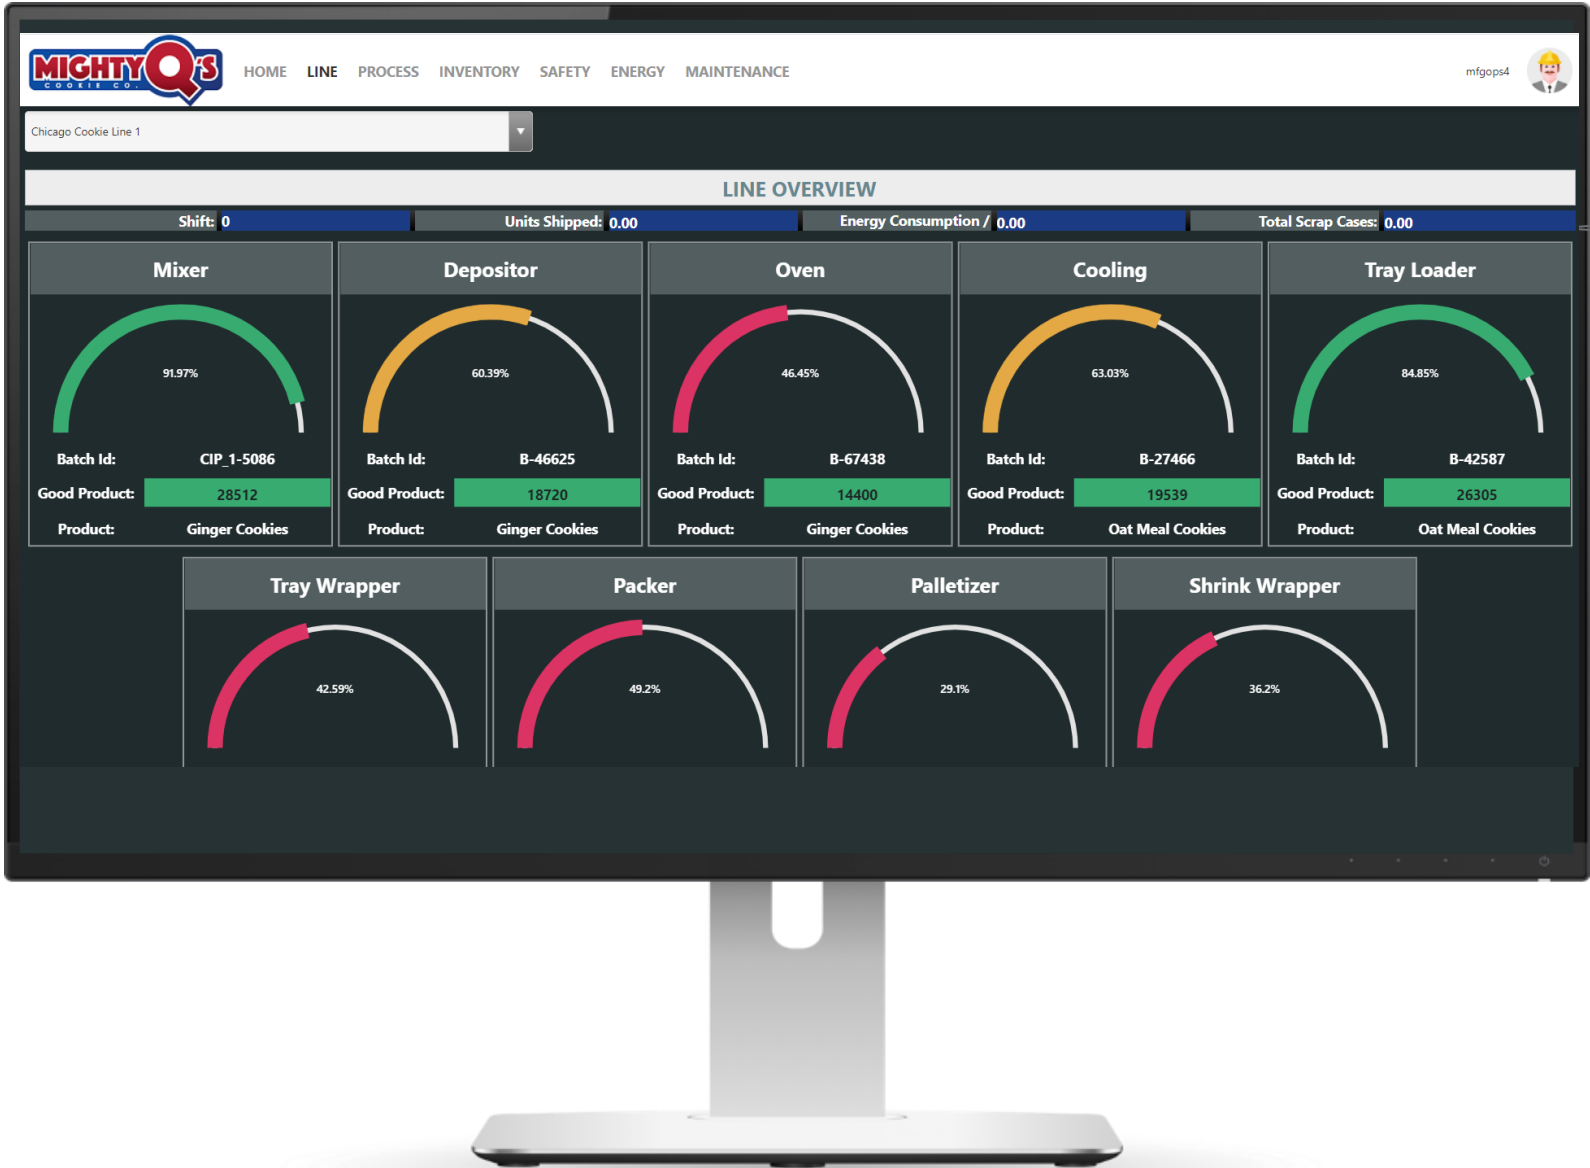 MIGHTY Q'S
COOKIE CO.
HOME LINE PROCESS INVENTORY SAFETY ENERGY MAINTENANCE
mfgops4
Chicago Cookie Line 1
LINE OVERVIEW
Shift: 0 Units Shipped: 0.00 Energy Consumption / 0.00 Total Scrap Cases: 0.00
Mixer Depositor Oven Cooling Tray Loader
91.97% 60.39% 46.45% 63.03% 84.85%
Batch Id: CIP_1-5086 Batch Id: B-46625 Batch Id: B-67438 Batch Id: B-27466 Batch Id: B-42587
Good Product: 28512 Good Product: 18720 Good Product: 14400 Good Product: 19539 Good Product: 26305
Product: Ginger Cookies Product: Ginger Cookies Product: Ginger Cookies Product: Oat Meal Cookies Product: Oat Meal Cookies
Tray Wrapper Packer Palletizer Shrink Wrapper
42.59% 49.2% 29.1% 36.2%